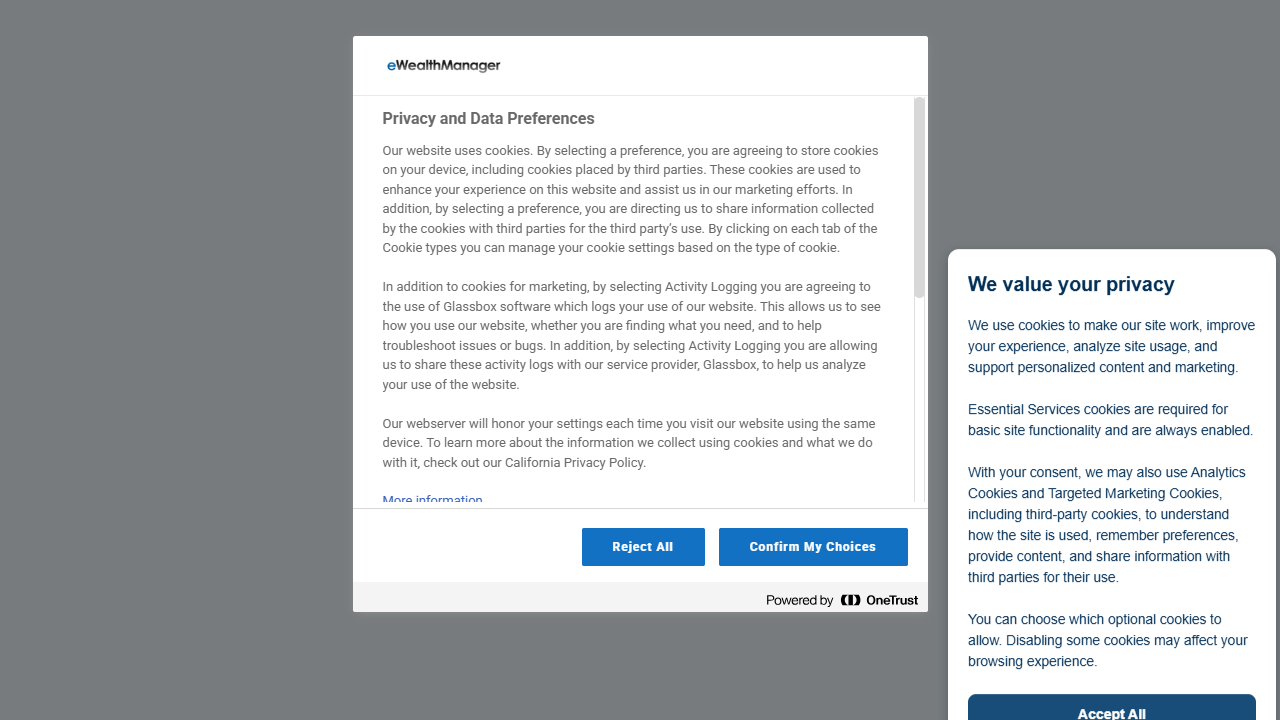 eWealthManager
Privacy and Data Preferences
Our website uses cookies. By selecting a preference, you are agreeing to store cookies
on your device, including cookies placed by third parties. These cookies are used to
enhance your experience on this website and assist us in our marketing efforts. In
addition, by selecting a preference, you are directing us to share information collected
by the cookies with third parties for the third party's use. By clicking on each tab of the
Cookie types you can manage your cookie settings based on the type of cookie.
In addition to cookies for marketing, by selecting Activity Logging you are agreeing to
the use of Glassbox software which logs your use of our website. This allows us to see
how you use our website, whether you are finding what you need, and to help
troubleshoot issues or bugs. In addition, by selecting Activity Logging you are allowing
us to share these activity logs with our service provider, Glassbox, to help us analyze
your use of the website.
Our webserver will honor your settings each time you visit our website using the same
device. To learn more about the information we collect using cookies and what we do
with it, check out our California Privacy Policy.
More information
Reject All
Confirm My Choices
Powered by OneTrust
We value your privacy
We use cookies to make our site work, improve
your experience, analyze site usage, and
support personalized content and marketing.
Essential Services cookies are required for
basic site functionality and are always enabled.
With your consent, we may also use Analytics
Cookies and Targeted Marketing Cookies,
including third-party cookies, to understand
how the site is used, remember preferences,
provide content, and share information with
third parties for their use.
You can choose which optional cookies to
allow. Disabling some cookies may affect your
browsing experience.
Accept All